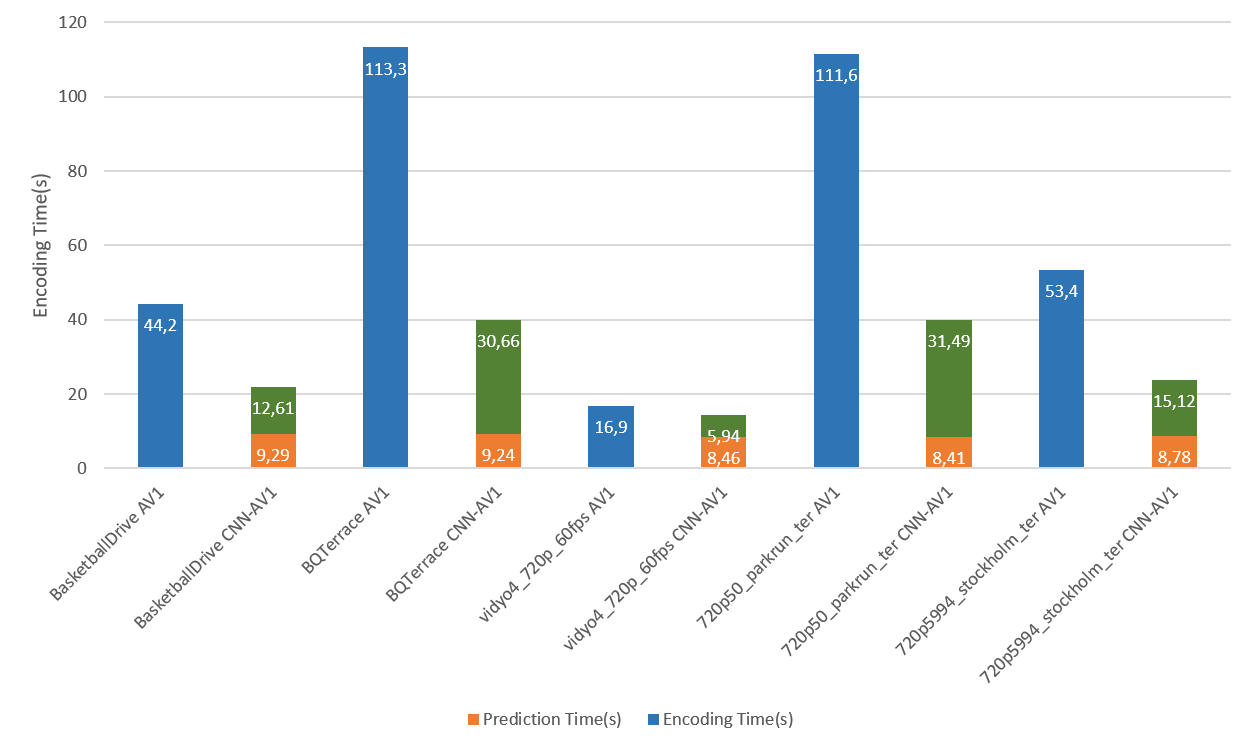 120
100
80
60
40
20
0
Encoding Time(s)
44,2
12,61
9,29
113,3
30,66
9,24
16,9
5,94
8,46
111,6
31,49
8,41
53,4
15,12
8,78
BasketballDrive AV1
BasketballDrive CNN-AV1
BQTerrace AV1
BQTerrace CNN-AV1
vidyo4_720p_60fps AV1
vidyo4_720p_60fps CNN-AV1
720p50_parkrun_ter AV1
720p50_parkrun_ter CNN-AV1
720p5994_stockholm_ter AV1
720p5994_stockholm_ter CNN-AV1
Prediction Time(s)
Encoding Time(s)